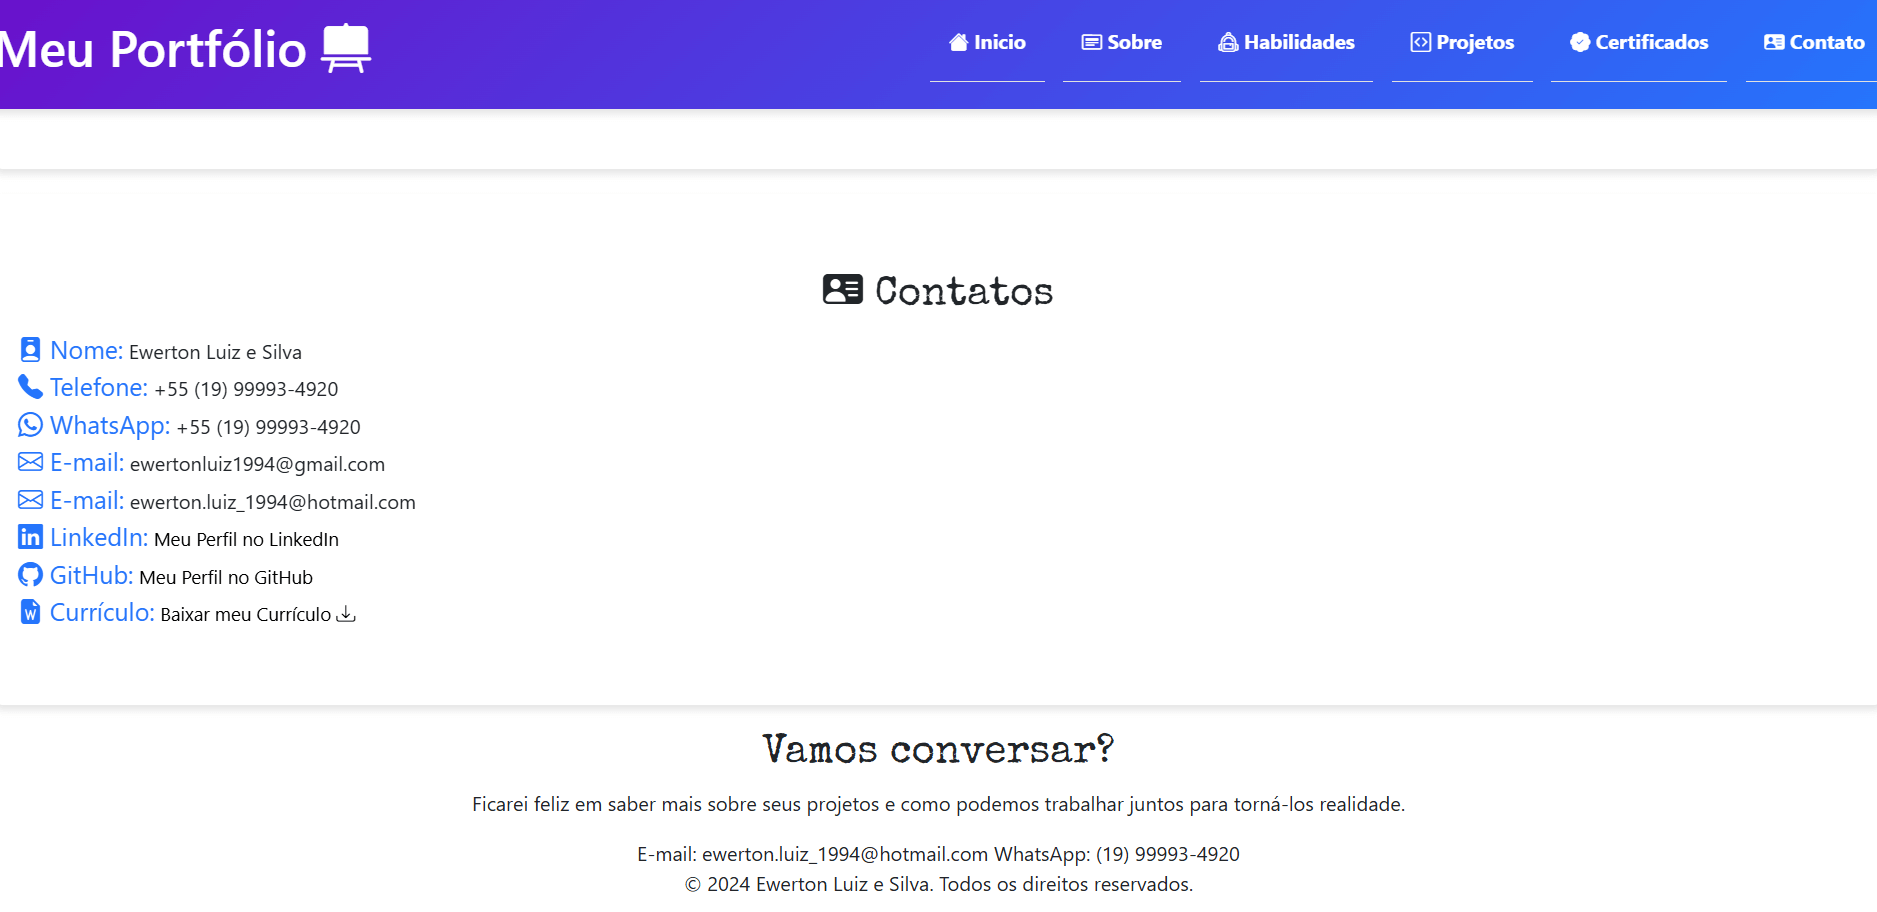 Meu Portfólio
Inicio Sobre Habilidades Projetos Certificados Contato
Contatos
Nome: Ewerton Luiz e Silva
Telefone: +55 (19) 99993-4920
WhatsApp: +55 (19) 99993-4920
E-mail: ewertonluiz1994@gmail.com
E-mail: ewerton.luiz_1994@hotmail.com
LinkedIn: Meu Perfil no LinkedIn
GitHub: Meu Perfil no GitHub
Currículo: Baixar meu Currículo
Vamos conversar?
Ficarei feliz em saber mais sobre seus projetos e como podemos trabalhar juntos para torná-los realidade.
E-mail: ewerton.luiz_1994@hotmail.com WhatsApp: (19) 99993-4920
© 2024 Ewerton Luiz e Silva. Todos os direitos reservados.